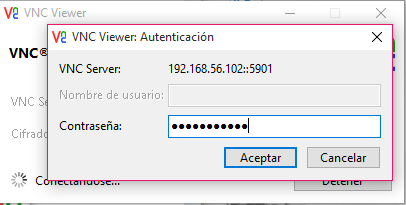 VNC Viewer
VNC Viewer: Autenticación
VNC®
VNC Server: 192.168.56.102::5901
VNC Se
Nombre de usuario:
Cifrado
Contraseña: ●●●●●●●●●●●
Aceptar Cancelar
Conectándose...
Detener